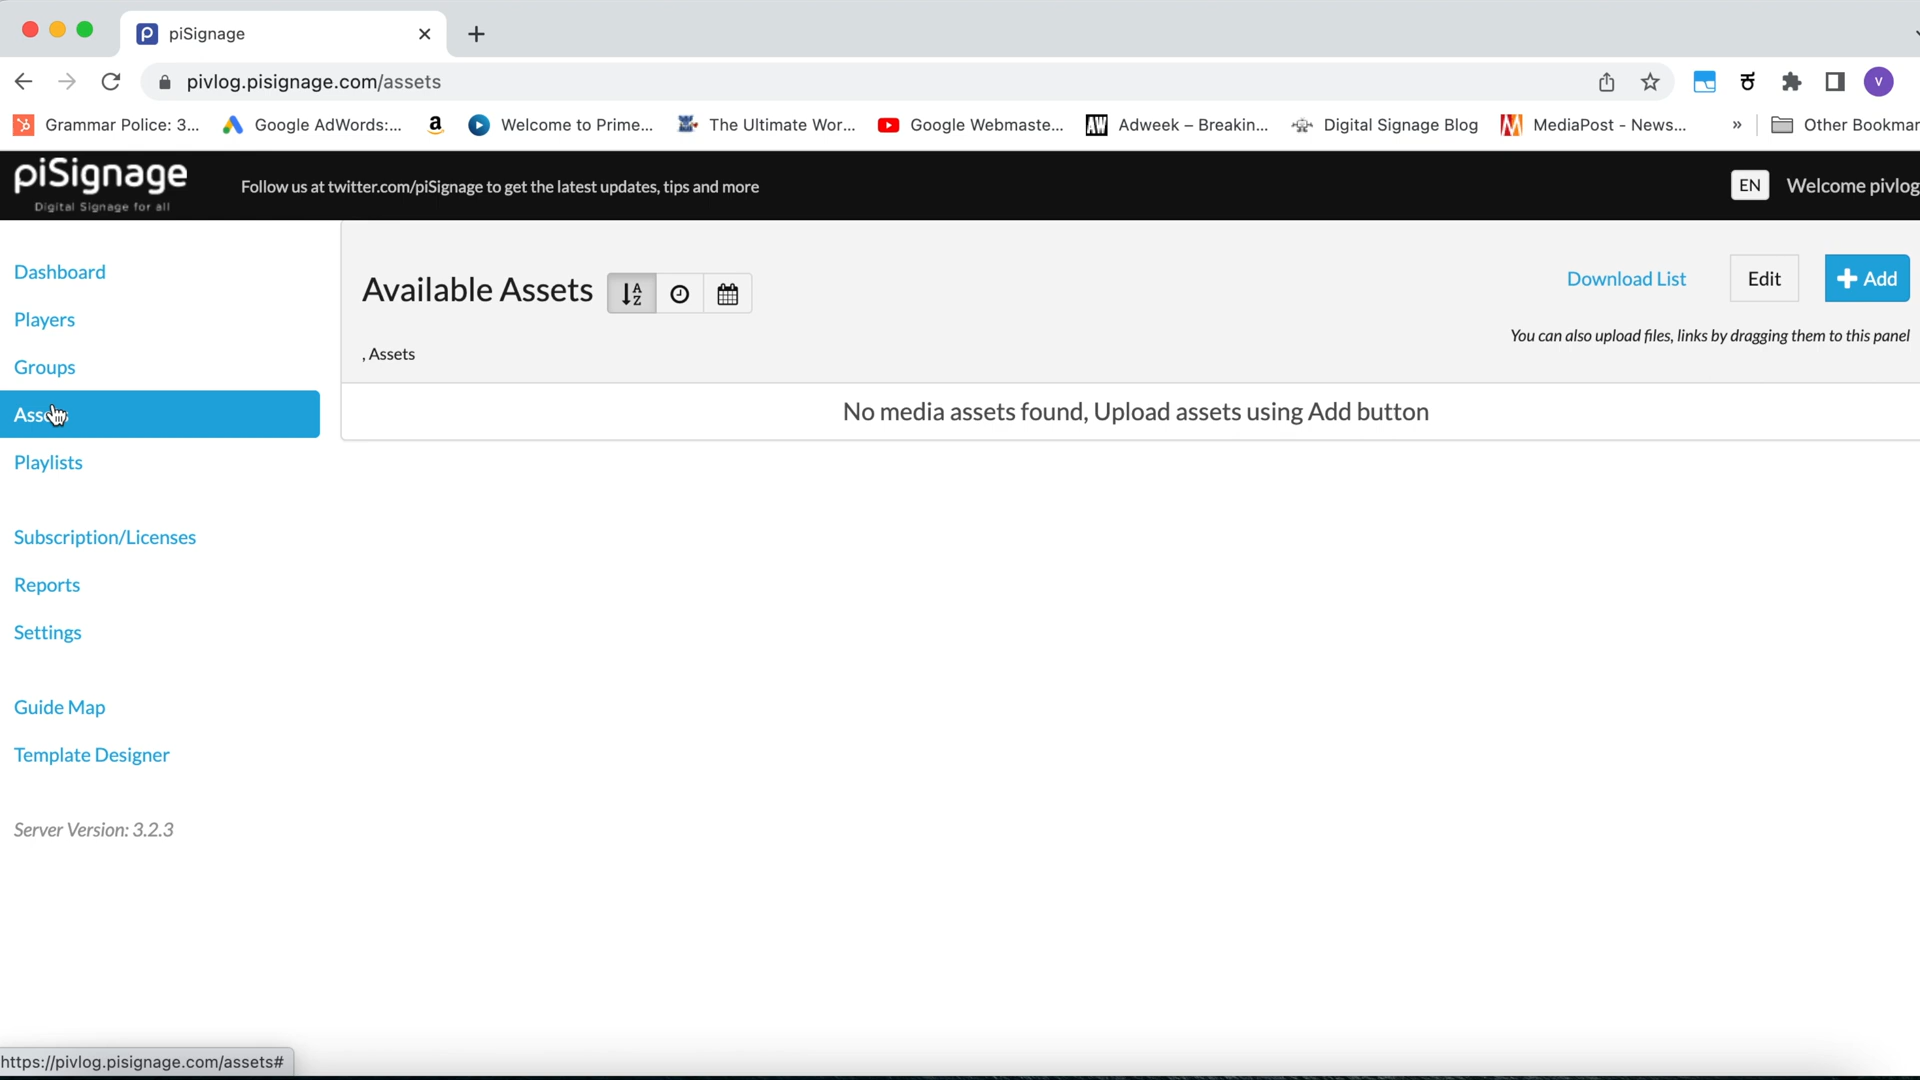 piSignage
pivlog.pisignage.com/assets
Grammar Police: 3... Google AdWords:... Welcome to Prime... The Ultimate Wor... Google Webmaste... Adweek – Breakin... Digital Signage Blog MediaPost - News... » Other Bookmar
piSignage
Digital Signage for all
Follow us at twitter.com/piSignage to get the latest updates, tips and more
EN Welcome pivlog
Dashboard
Players
Groups
Playlists
Subscription/Licenses
Reports
Settings
Guide Map
Template Designer
Server Version: 3.2.3
Available Assets
Download List Edit + Add
You can also upload files, links by dragging them to this panel
, Assets
No media assets found, Upload assets using Add button
https://pivlog.pisignage.com/assets#